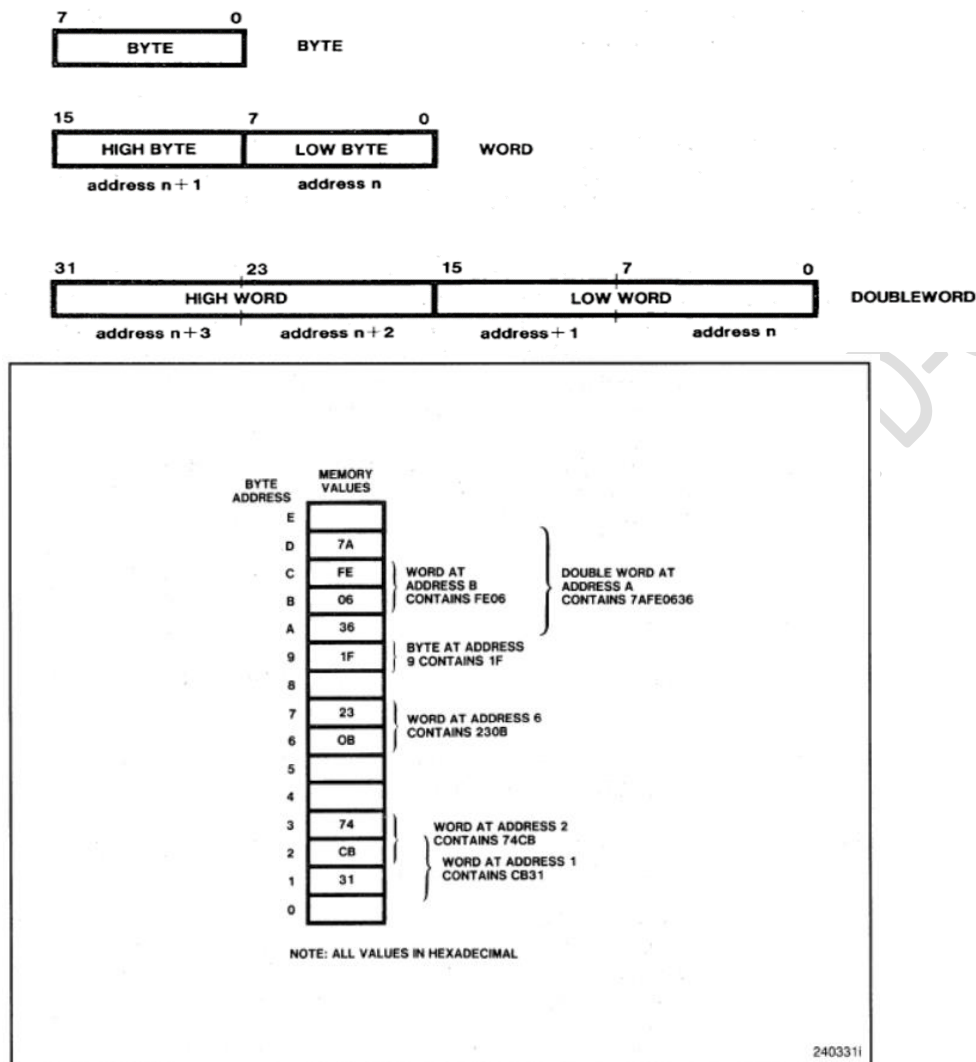 7 0
BYTE BYTE
15 7 0
HIGH BYTE LOW BYTE WORD
address n+1 address n
31 23 15 7 0
HIGH WORD LOW WORD DOUBLEWORD
address n+3 address n+2 address+1 address n
BYTE
ADDRESS
MEMORY
VALUES
E
D 7A
C FE
B 06
A 36
9 1F
8
7 23
6 OB
5
4
3 74
2 CB
1 31
0
WORD AT
ADDRESS B
CONTAINS FE06
DOUBLE WORD AT
ADDRESS A
CONTAINS 7AFE0636
BYTE AT ADDRESS
9 CONTAINS 1F
WORD AT ADDRESS 6
CONTAINS 230B
WORD AT ADDRESS 2
CONTAINS 74CB
WORD AT ADDRESS 1
CONTAINS CB31
NOTE: ALL VALUES IN HEXADECIMAL
240331i